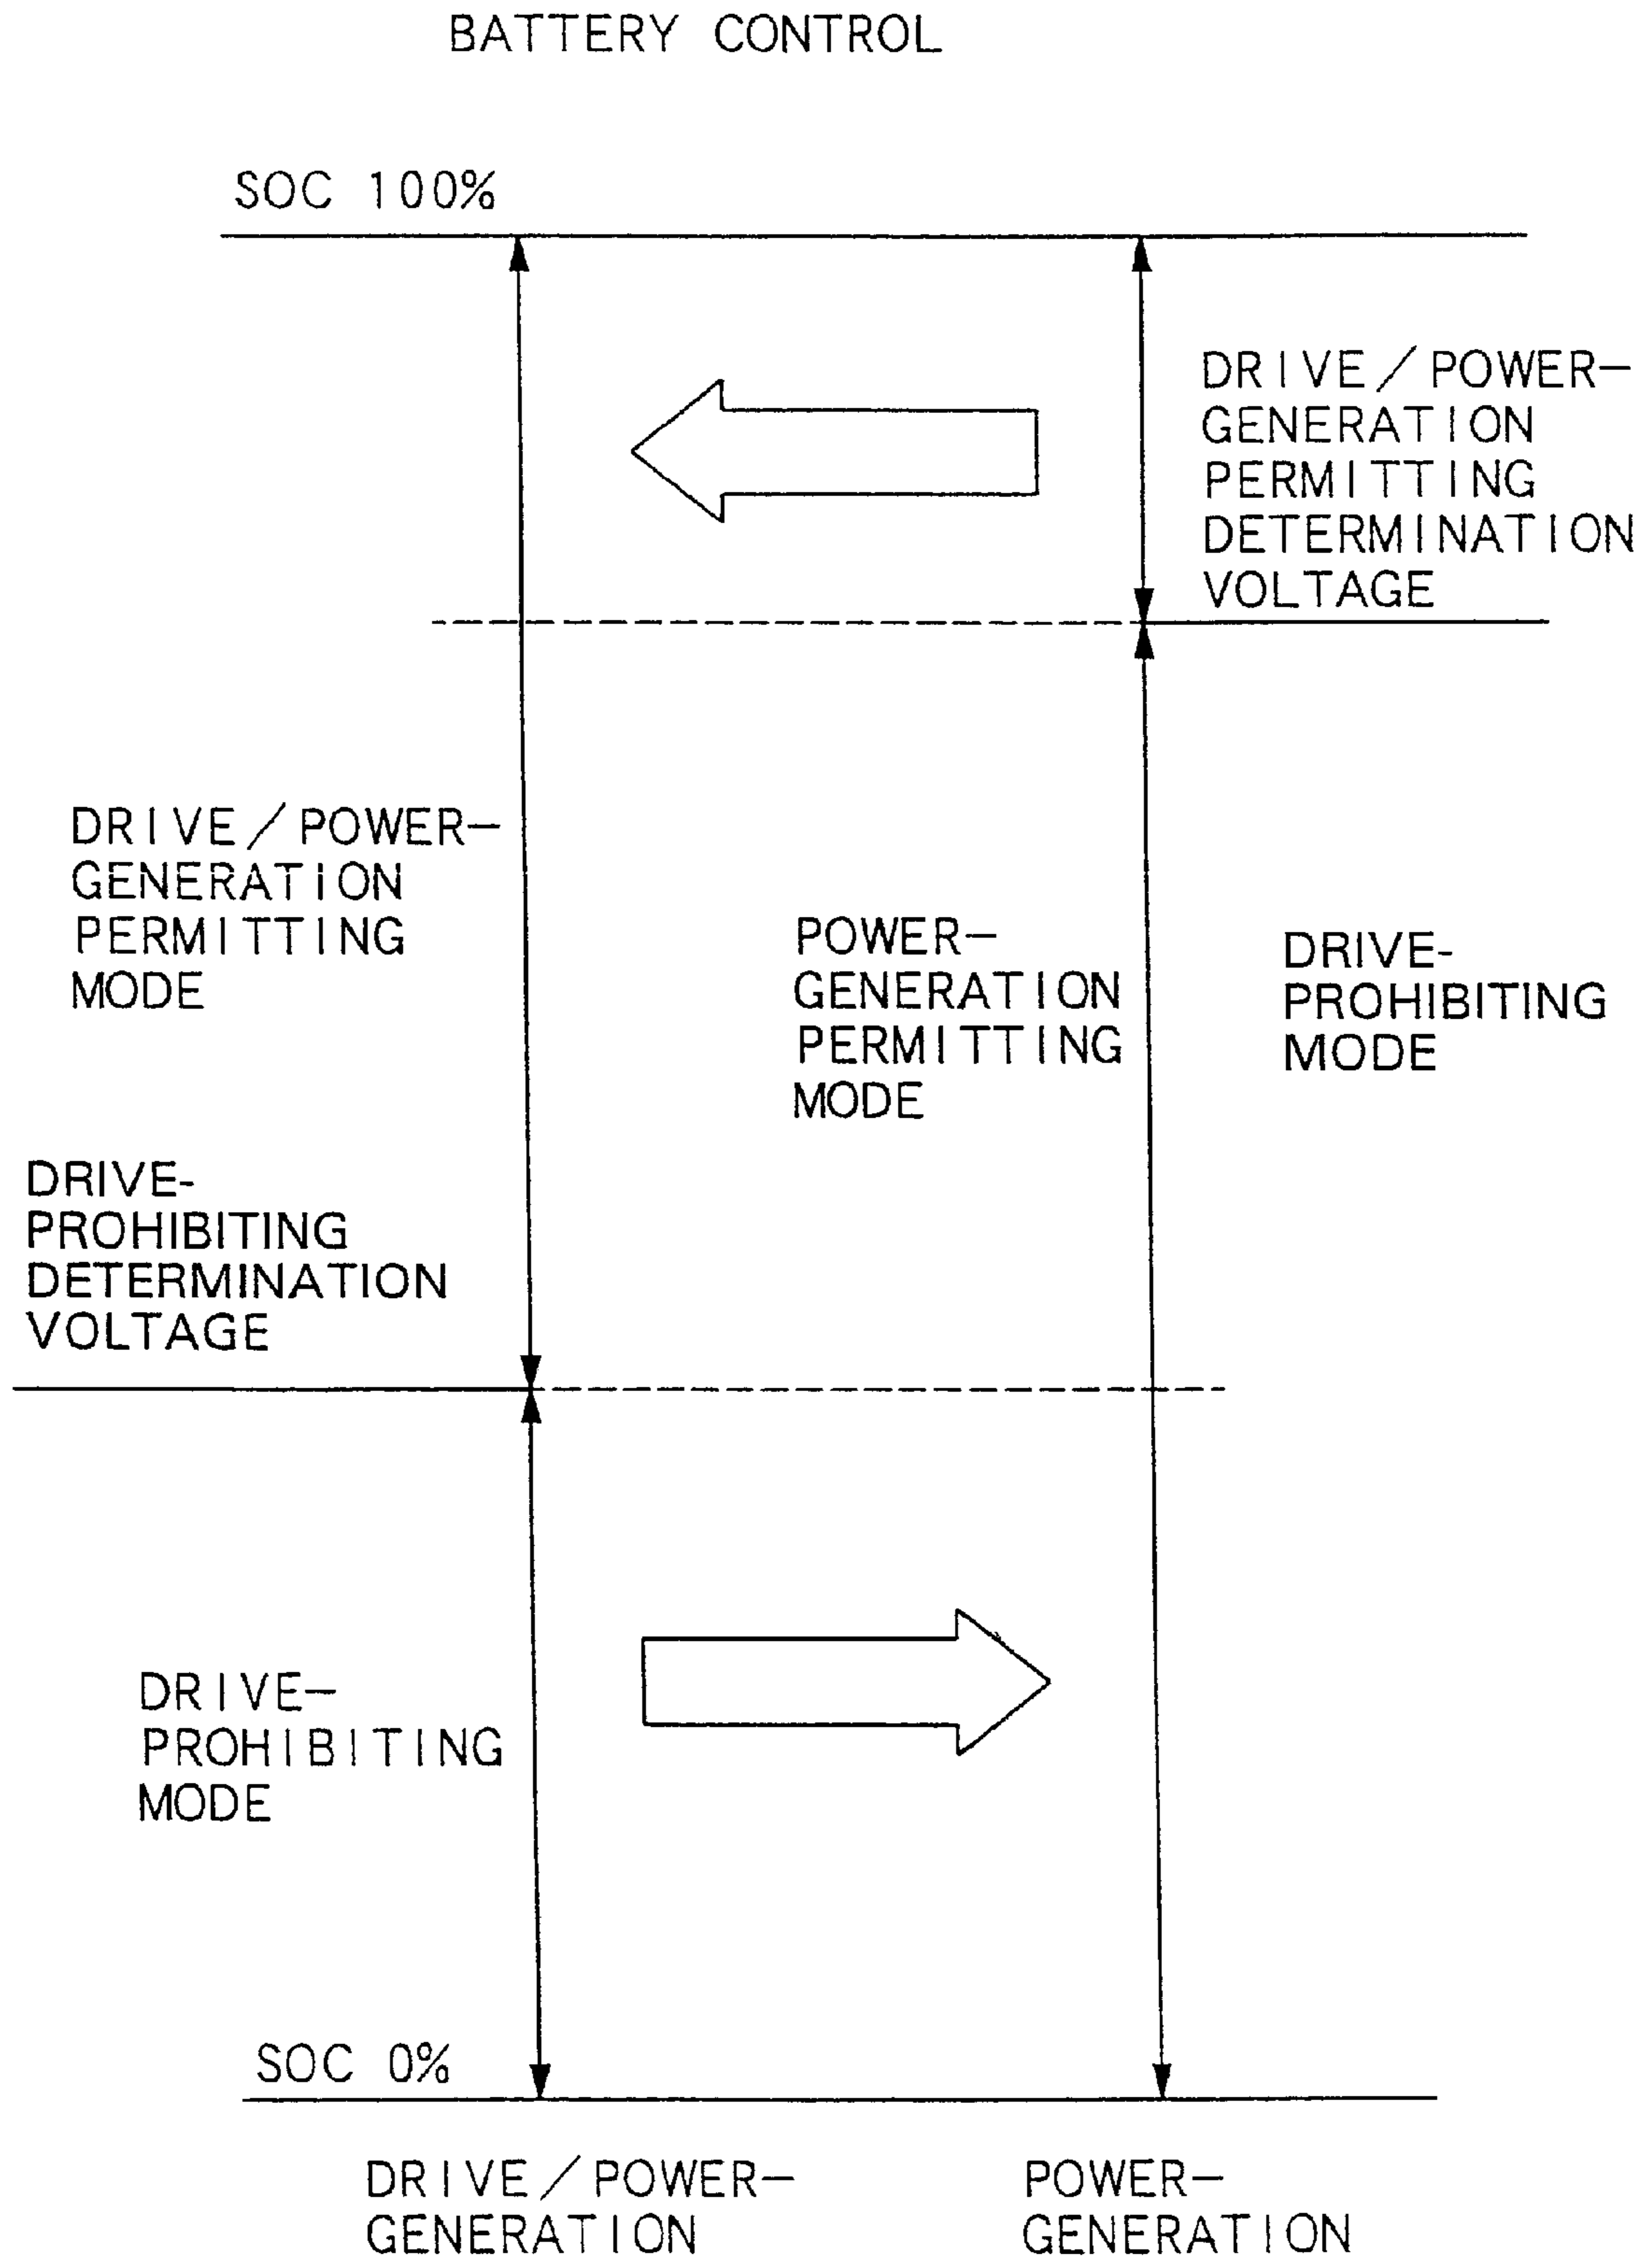 BATTERY CONTROL
SOC 100%
DRIVE/POWER-
GENERATION
PERMITTING
DETERMINATION
VOLTAGE
DRIVE/POWER-
GENERATION
PERMITTING
MODE
POWER-
GENERATION
PERMITTING
MODE
DRIVE-
PROHIBITING
MODE
DRIVE-
PROHIBITING
DETERMINATION
VOLTAGE
DRIVE-
PROHIBITING
MODE
SOC 0%
DRIVE/POWER-
GENERATION
POWER-
GENERATION